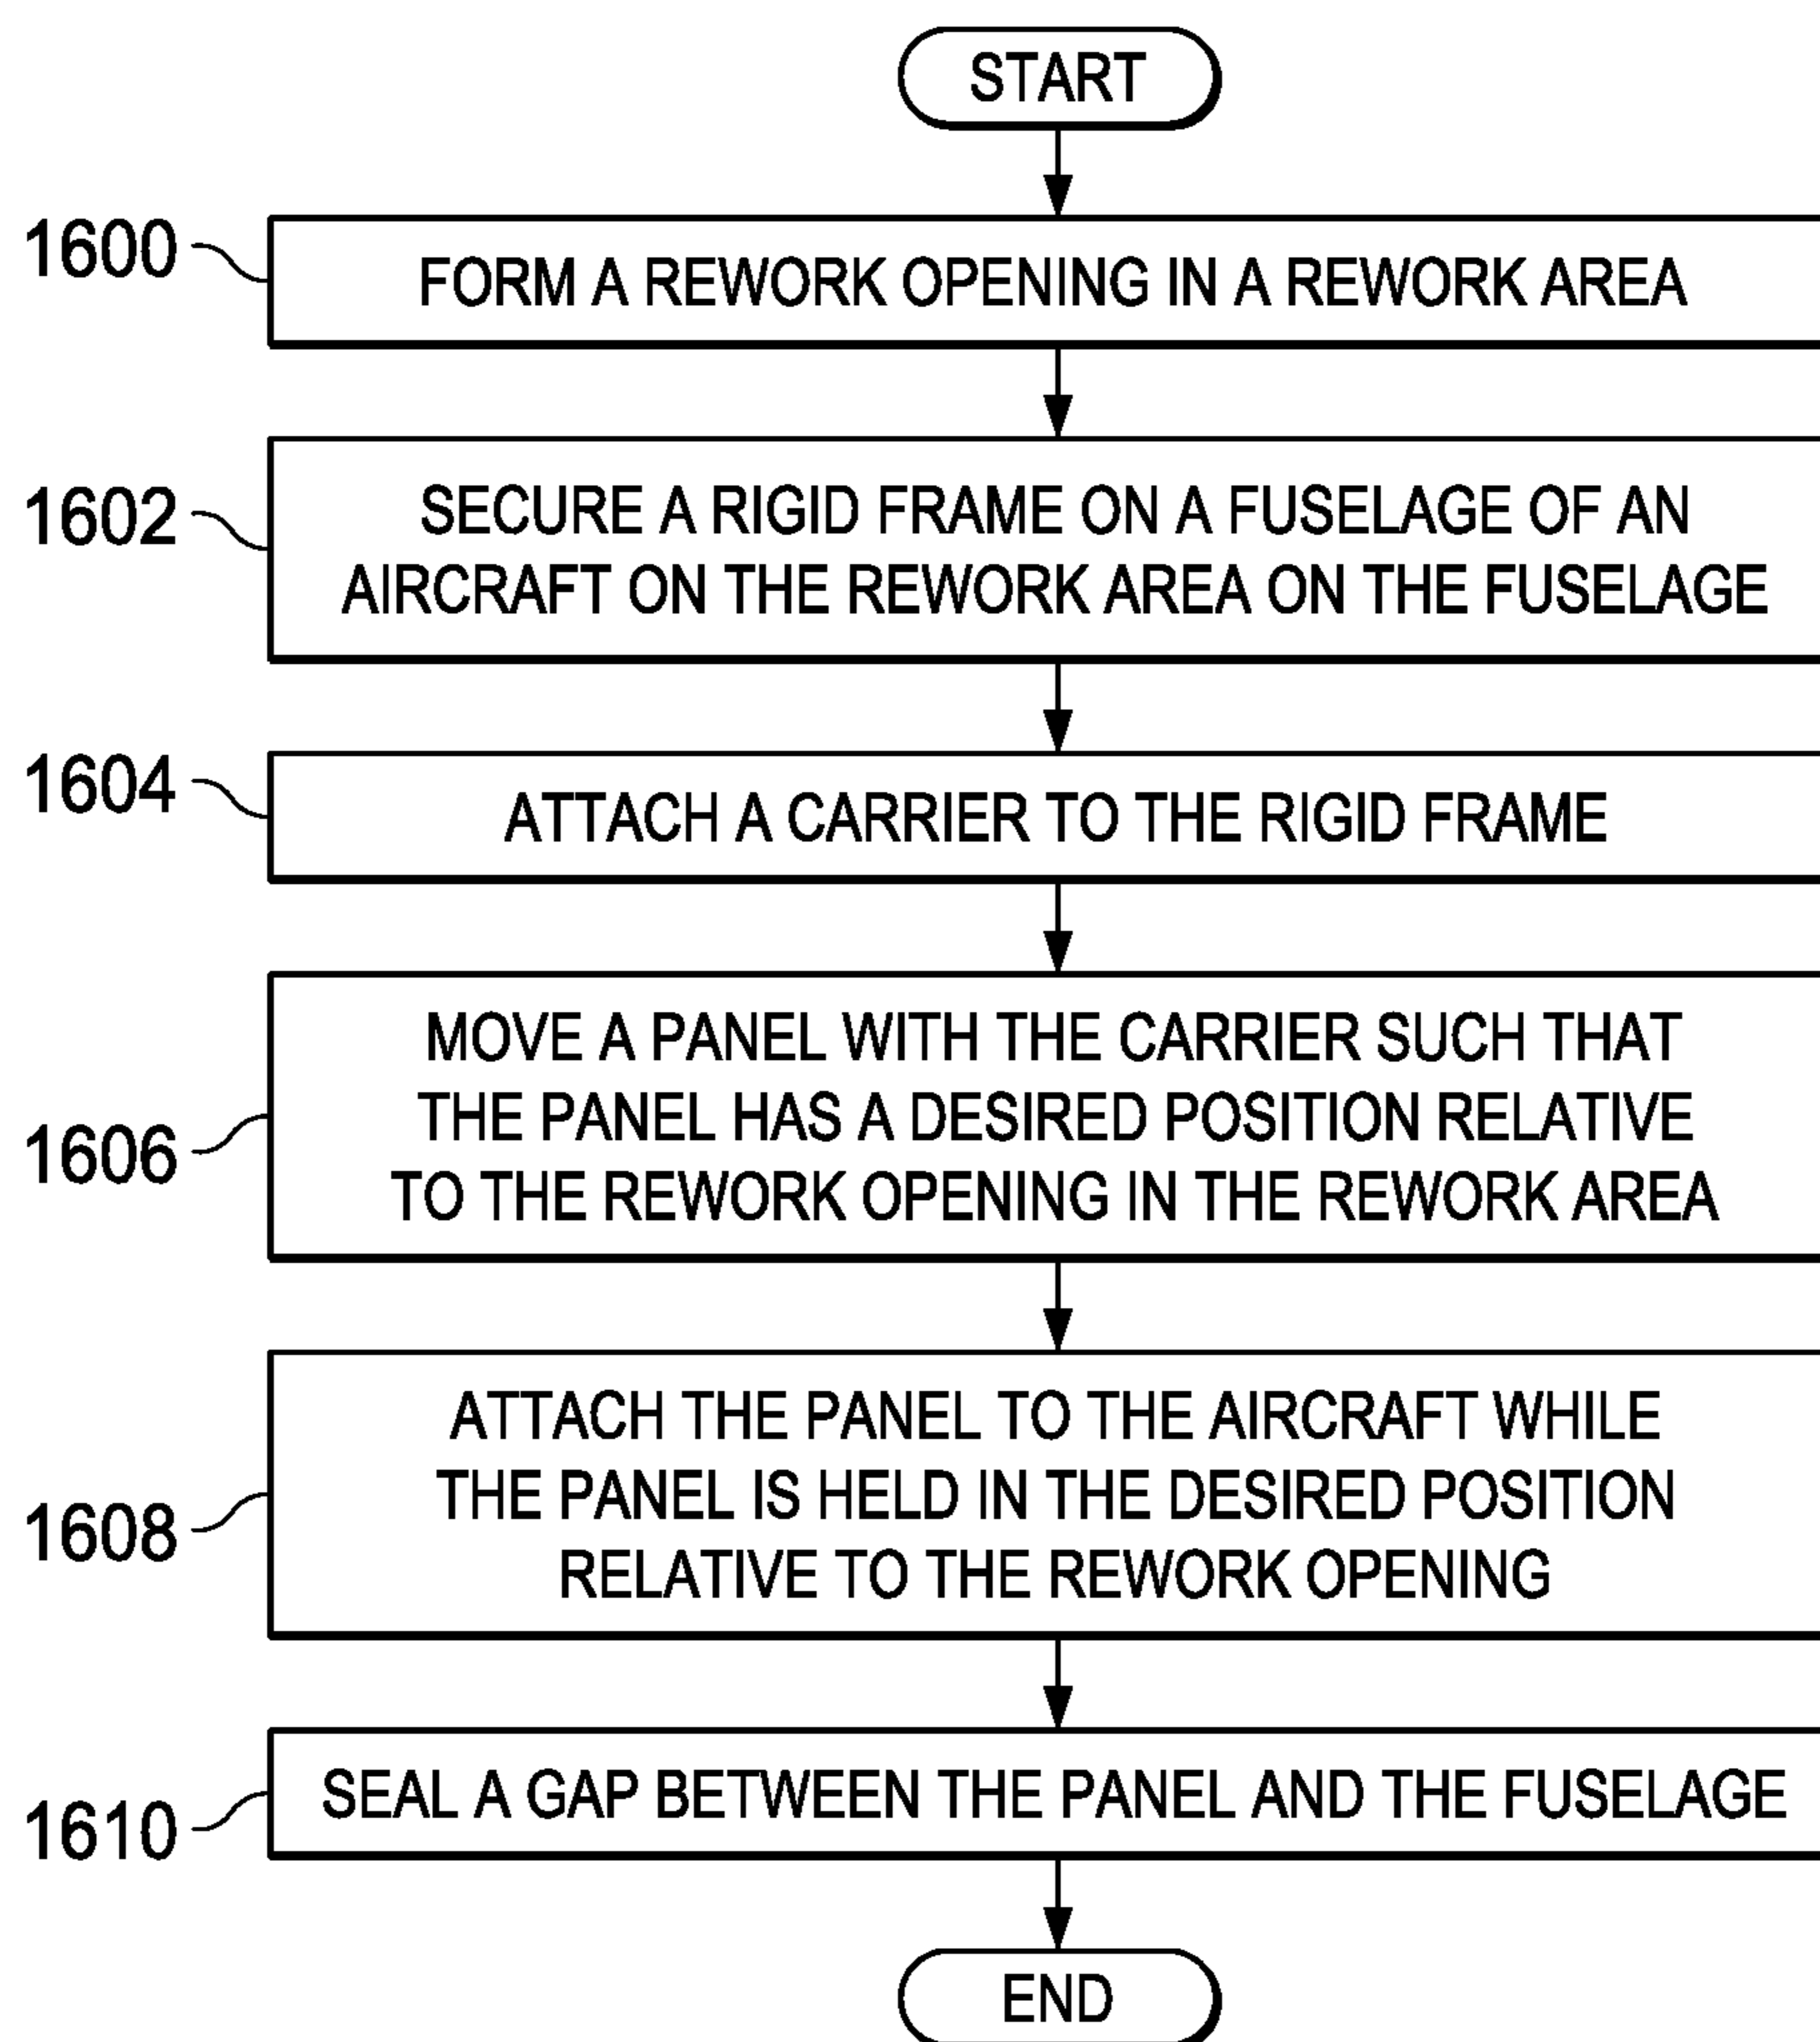 START
1600
FORM A REWORK OPENING IN A REWORK AREA
1602
SECURE A RIGID FRAME ON A FUSELAGE OF AN
AIRCRAFT ON THE REWORK AREA ON THE FUSELAGE
1604
ATTACH A CARRIER TO THE RIGID FRAME
1606
MOVE A PANEL WITH THE CARRIER SUCH THAT
THE PANEL HAS A DESIRED POSITION RELATIVE
TO THE REWORK OPENING IN THE REWORK AREA
1608
ATTACH THE PANEL TO THE AIRCRAFT WHILE
THE PANEL IS HELD IN THE DESIRED POSITION
RELATIVE TO THE REWORK OPENING
1610
SEAL A GAP BETWEEN THE PANEL AND THE FUSELAGE
END